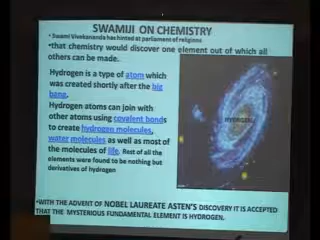 SWAMIJI ON CHEMISTRY
•Swami Vivekananda has hinted at parliament of religions
•that chemistry would discover one element out of which all
others can be made.
Hydrogen is a type of atom which
was created shortly after the big
bang.
Hydrogen atoms can join with
other atoms using covalent bonds
to create hydrogen molecules,
water molecules as well as most of
the molecules of life. Rest of all the
elements were found to be nothing but
derivatives of hydrogen
HYDROGEN
•WITH THE ADVENT OF NOBEL LAUREATE ASTEN'S DISCOVERY IT IS ACCEPTED
THAT THE MYSTERIOUS FUNDAMENTAL ELEMENT IS HYDROGEN.